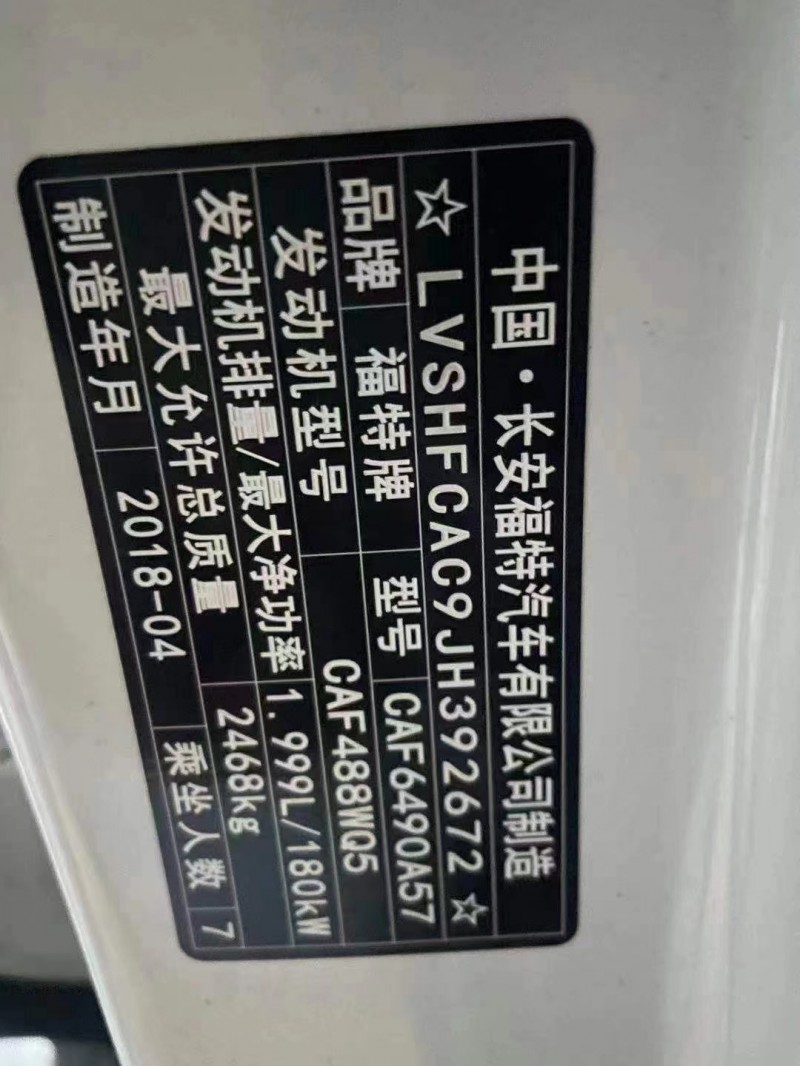 中国·长安福特汽车有限公司制造
☆LVSHFCAC9JH392672☆
品牌 福特牌 型号 CAF6490A57
发动机型号 CAF488WQ5
发动机排量/最大净功率 1.999L/180kW
最大允许总质量 2468kg
制造年月 2018-04 乘坐人数 7